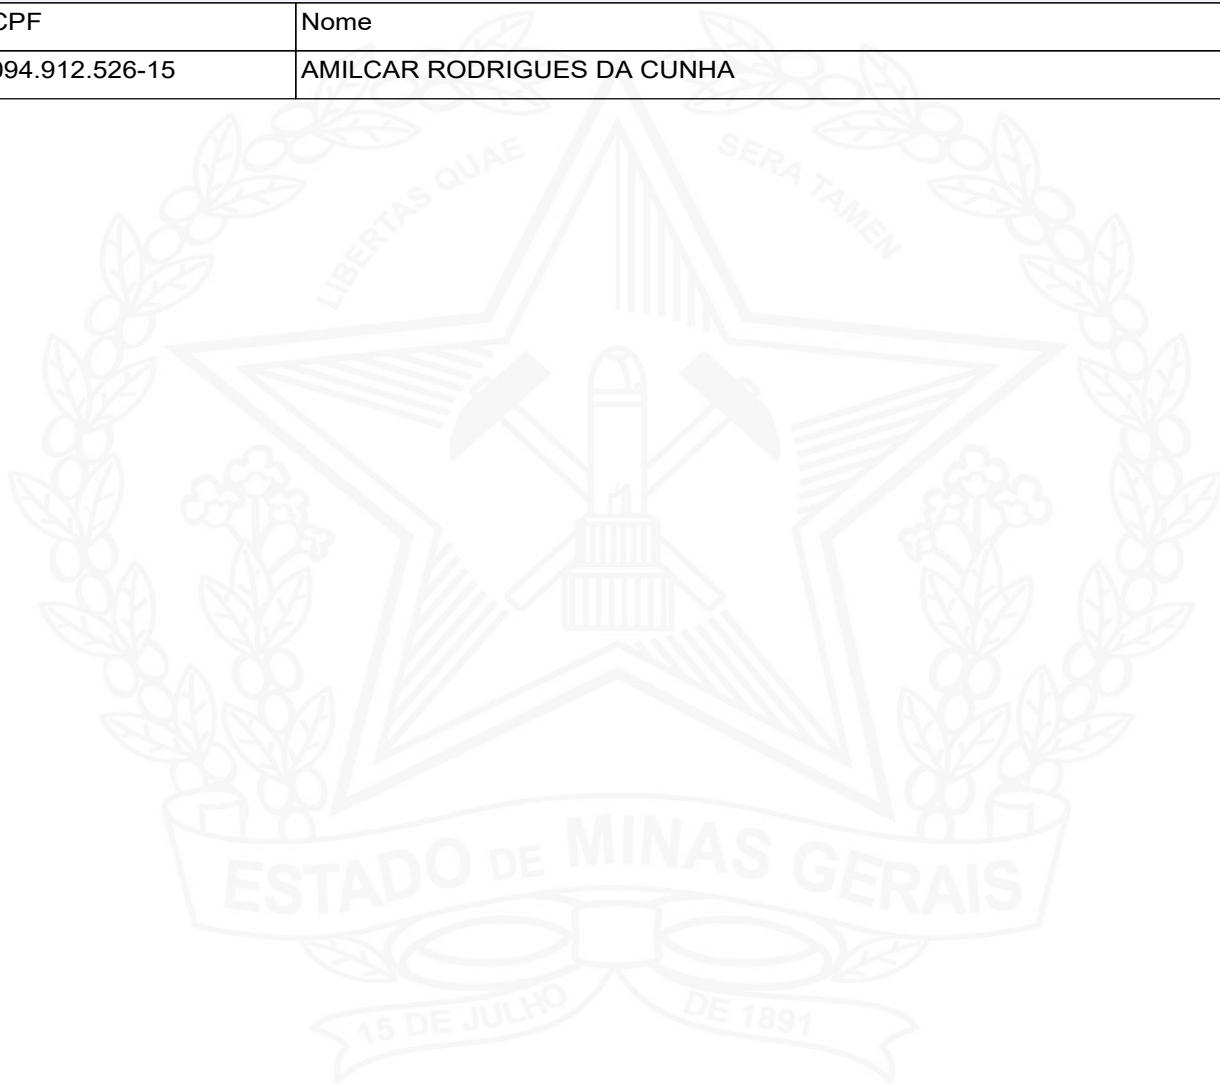 CPF Nome
094.912.526-15 AMILCAR RODRIGUES DA CUNHA
LIBERTAS QUAE SERA TAMEN
ESTADO DE MINAS GERAIS
15 DE JULHO DE 1891